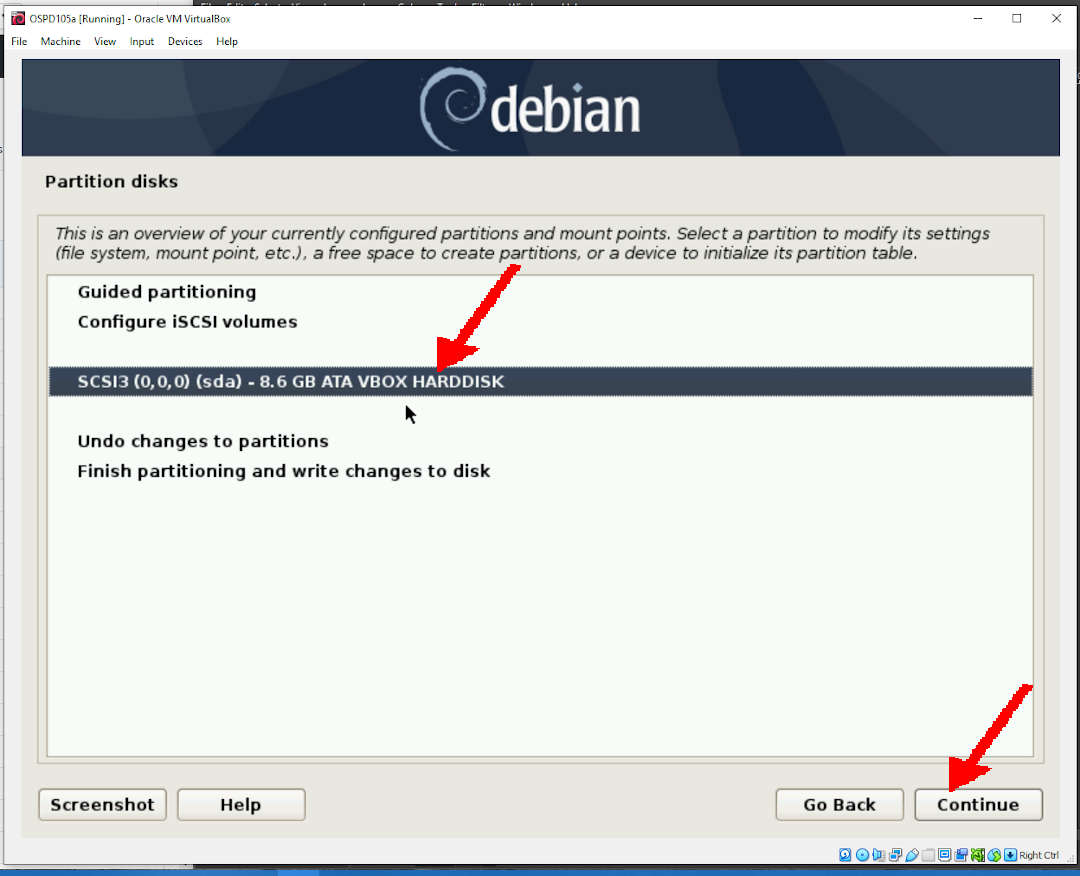 OSPD105a [Running] - Oracle VM VirtualBox
File Machine View Input Devices Help
debian
Partition disks
This is an overview of your currently configured partitions and mount points. Select a partition to modify its settings
(file system, mount point, etc.), a free space to create partitions, or a device to initialize its partition table.
Guided partitioning
Configure iSCSI volumes
SCSI3 (0,0,0) (sda) - 8.6 GB ATA VBOX HARDDISK
Undo changes to partitions
Finish partitioning and write changes to disk
Screenshot Help Go Back Continue
Right Ctrl